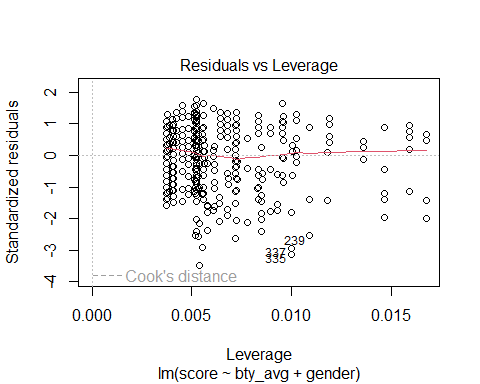 Residuals vs Leverage
Standardized residuals
2
1
0
-1
-2
-3
-4
239
337
335
Cook's distance
0.000
0.005
0.010
0.015
Leverage
lm(score ~ bty_avg + gender)